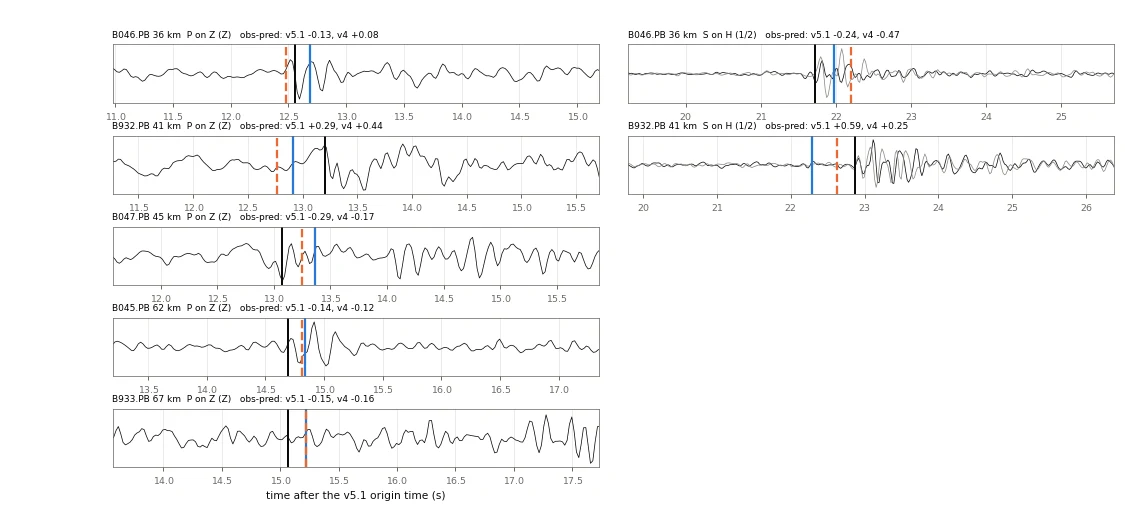 B046.PB 36 km  P on Z (Z)   obs-pred: v5.1 -0.13, v4 +0.08
11.0 11.5 12.0 12.5 13.0 13.5 14.0 14.5 15.0
B932.PB 41 km  P on Z (Z)   obs-pred: v5.1 +0.29, v4 +0.44
11.5 12.0 12.5 13.0 13.5 14.0 14.5 15.0 15.5
B047.PB 45 km  P on Z (Z)   obs-pred: v5.1 -0.29, v4 -0.17
12.0 12.5 13.0 13.5 14.0 14.5 15.0 15.5
B045.PB 62 km  P on Z (Z)   obs-pred: v5.1 -0.14, v4 -0.12
13.5 14.0 14.5 15.0 15.5 16.0 16.5 17.0
B933.PB 67 km  P on Z (Z)   obs-pred: v5.1 -0.15, v4 -0.16
14.0 14.5 15.0 15.5 16.0 16.5 17.0 17.5
time after the v5.1 origin time (s)
B046.PB 36 km  S on H (1/2)   obs-pred: v5.1 -0.24, v4 -0.47
20 21 22 23 24 25
B932.PB 41 km  S on H (1/2)   obs-pred: v5.1 +0.59, v4 +0.25
20 21 22 23 24 25 26